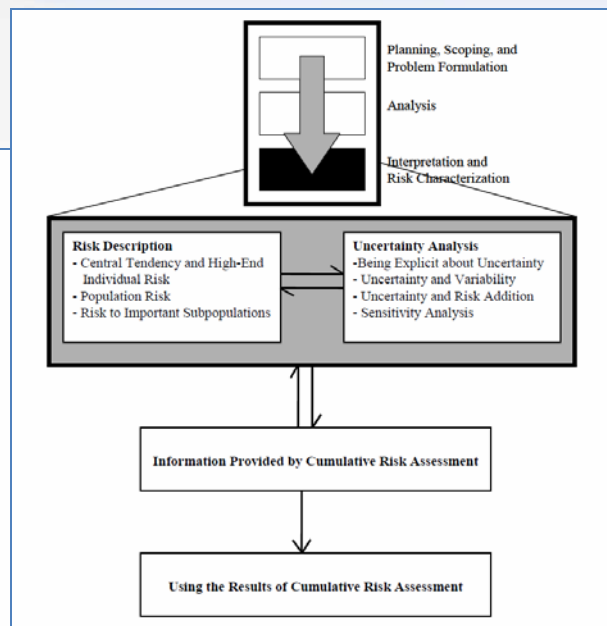 Planning, Scoping, and
Problem Formulation
Analysis
Interpretation and
Risk Characterization
Risk Description
- Central Tendency and High-End
Individual Risk
- Population Risk
- Risk to Important Subpopulations
Uncertainty Analysis
-Being Explicit about Uncertainty
- Uncertainty and Variability
- Uncertainty and Risk Addition
- Sensitivity Analysis
Information Provided by Cumulative Risk Assessment
Using the Results of Cumulative Risk Assessment